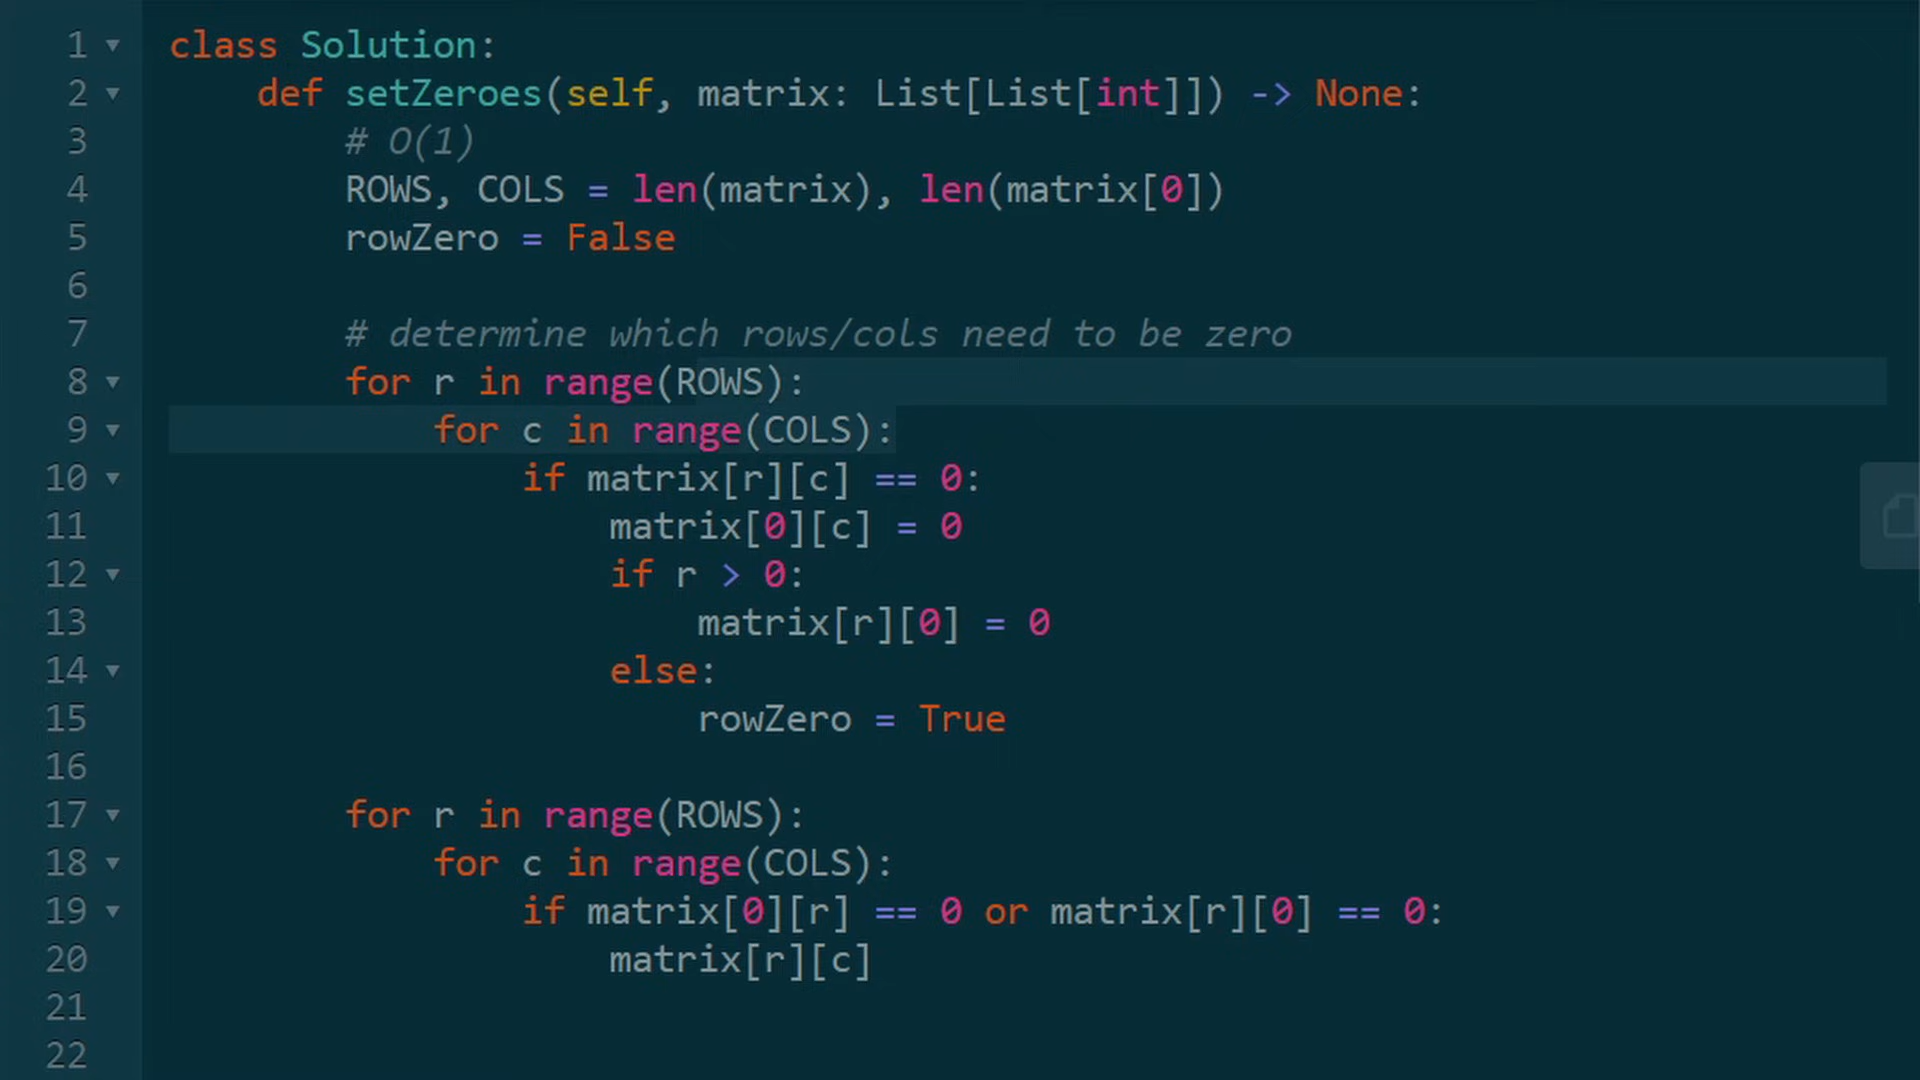 1 class Solution:
2     def setZeroes(self, matrix: List[List[int]]) -> None:
3         # O(1)
4         ROWS, COLS = len(matrix), len(matrix[0])
5         rowZero = False
6
7         # determine which rows/cols need to be zero
8         for r in range(ROWS):
9             for c in range(COLS):
10                 if matrix[r][c] == 0:
11                     matrix[0][c] = 0
12                     if r > 0:
13                         matrix[r][0] = 0
14                     else:
15                         rowZero = True
16
17         for r in range(ROWS):
18             for c in range(COLS):
19                 if matrix[0][r] == 0 or matrix[r][0] == 0:
20                     matrix[r][c]
21
22